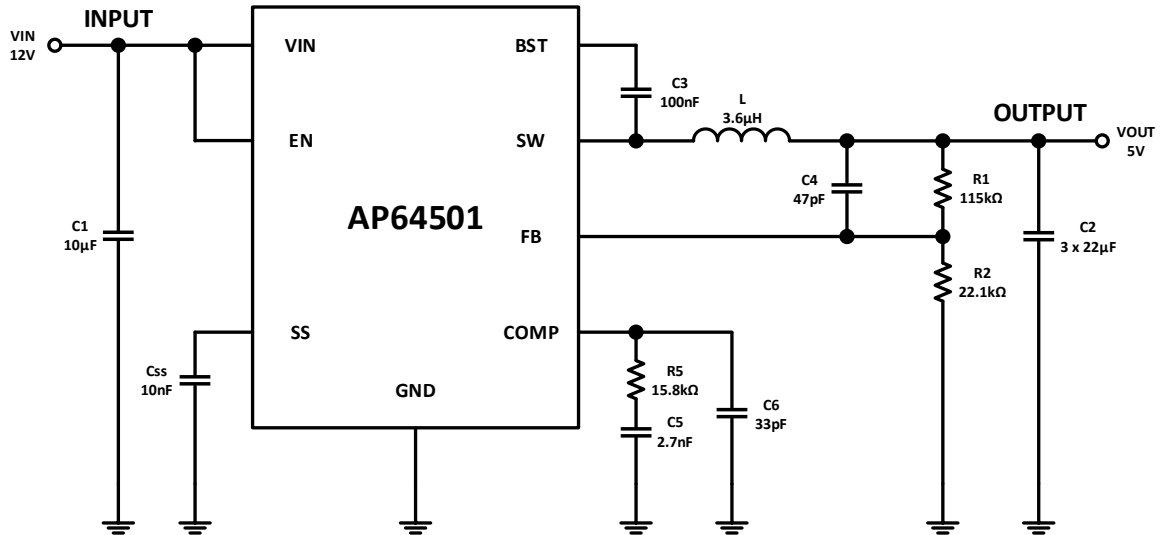 INPUT
VIN
12V
VIN
BST
C3
100nF
L
3.6µH
OUTPUT
VOUT
5V
EN
SW
C4
47pF
R1
115kΩ
AP64501
C1
10µF
FB
C2
3 x 22µF
R2
22.1kΩ
SS
COMP
Css
10nF
GND
R5
15.8kΩ
C5
2.7nF
C6
33pF